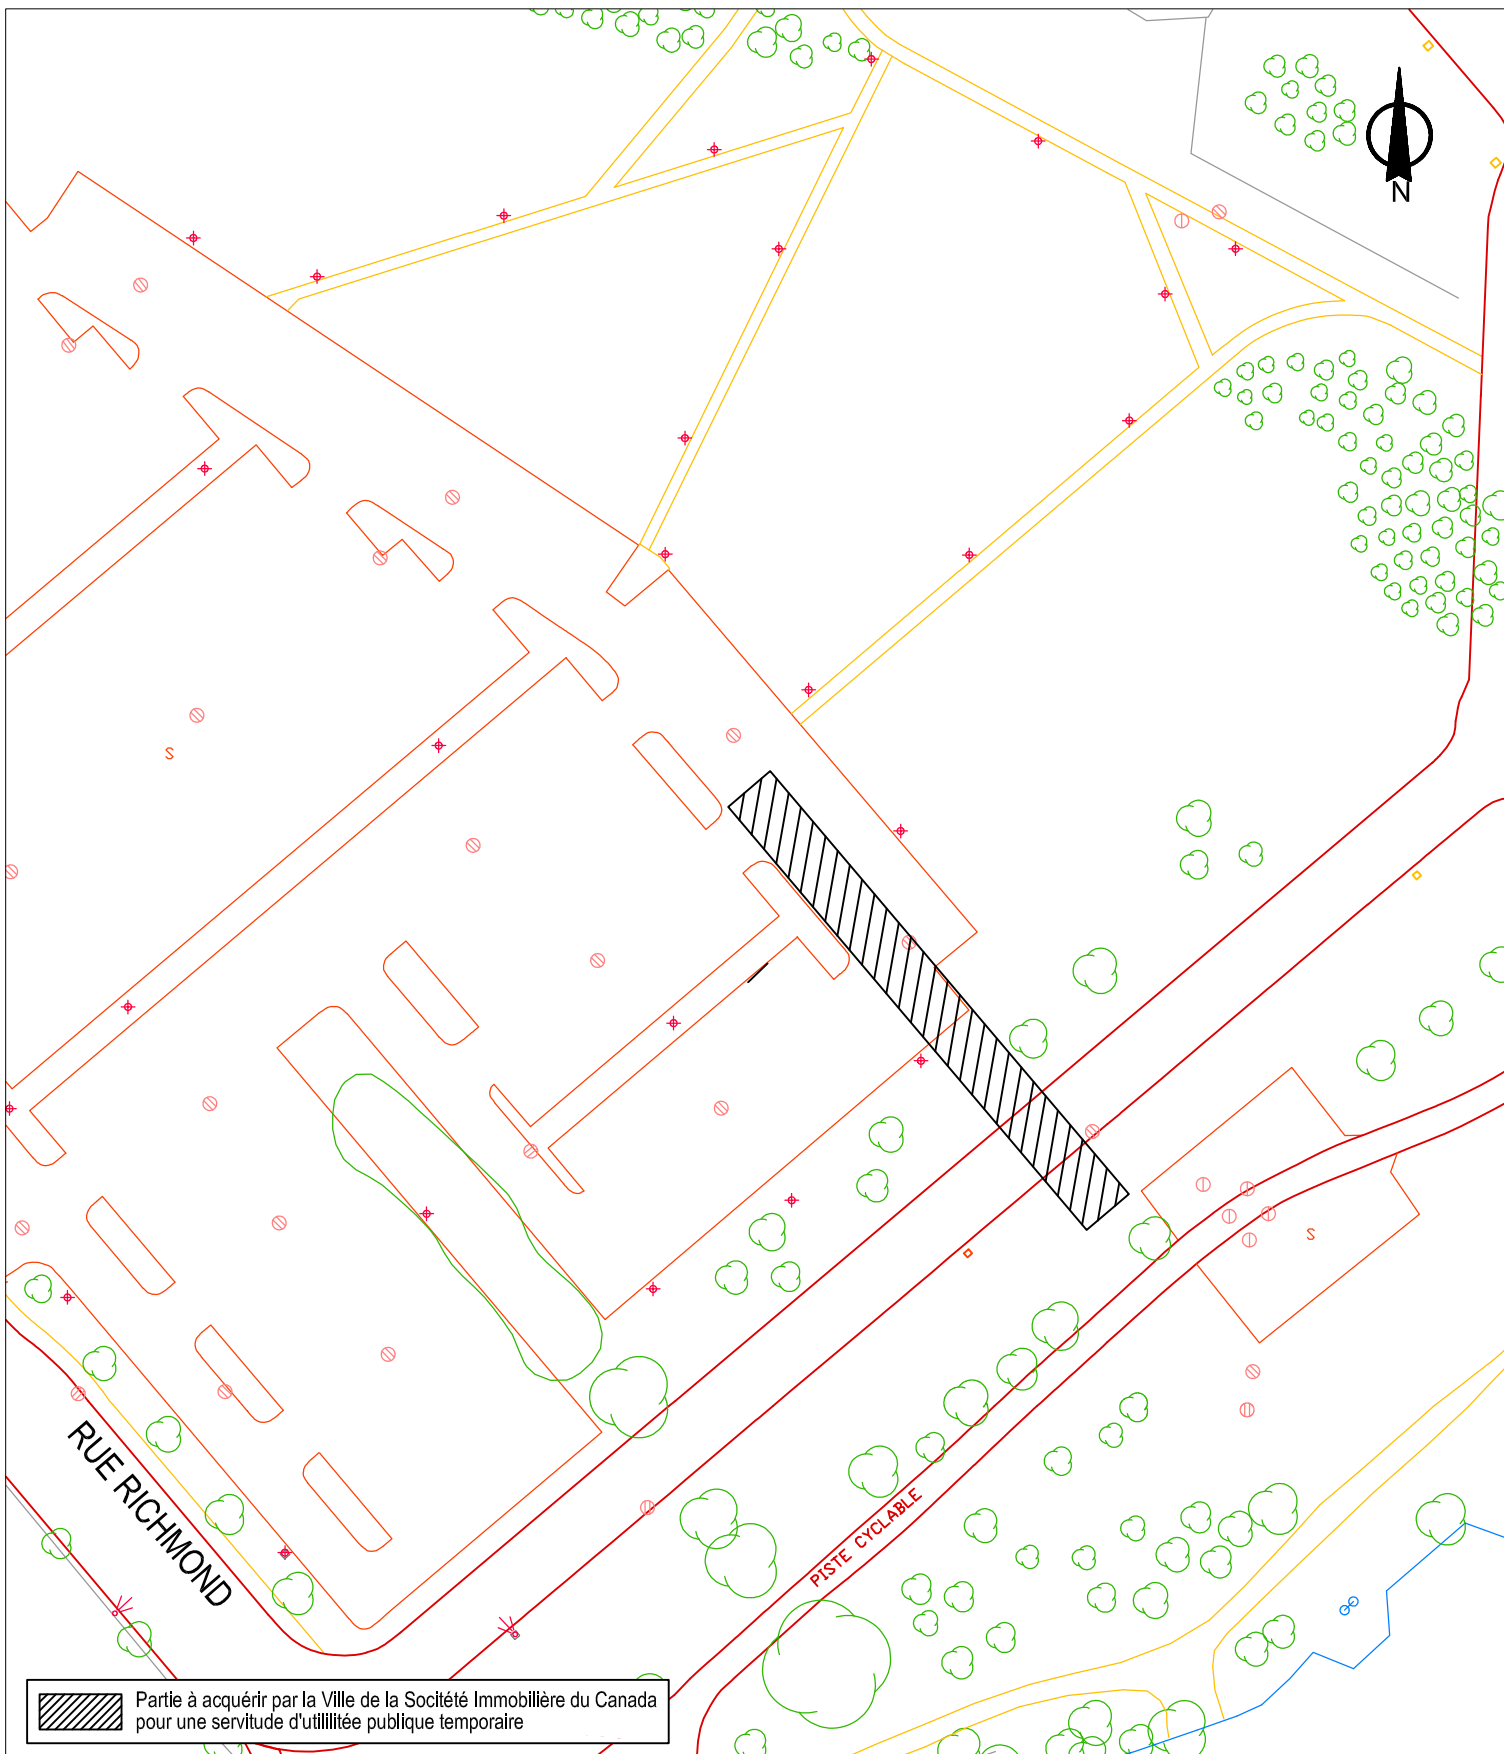 N
S
RUE RICHMOND
PISTE CYCLABLE
S
Partie à acquérir par la Ville de la Socitété Immobilière du Canada
pour une servitude d'utililitée publique temporaire